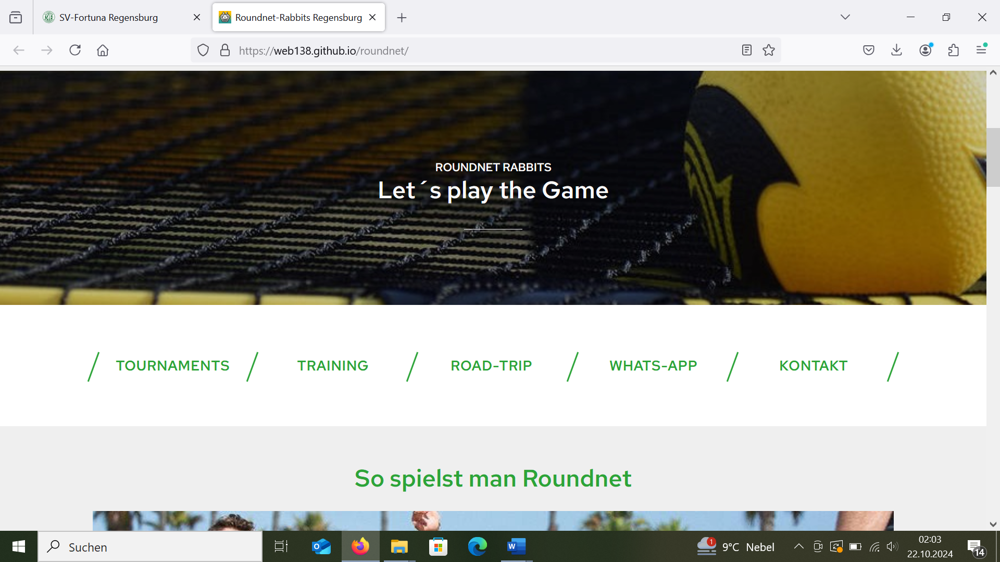 SV-Fortuna Regensburg
Roundnet-Rabbits Regensburg
https://web138.github.io/roundnet/
ROUNDNET RABBITS
Let´s play the Game
TOURNAMENTS
TRAINING
ROAD-TRIP
WHATS-APP
KONTAKT
So spielst man Roundnet
Suchen
1
9°C Nebel
02:03
22.10.2024
14